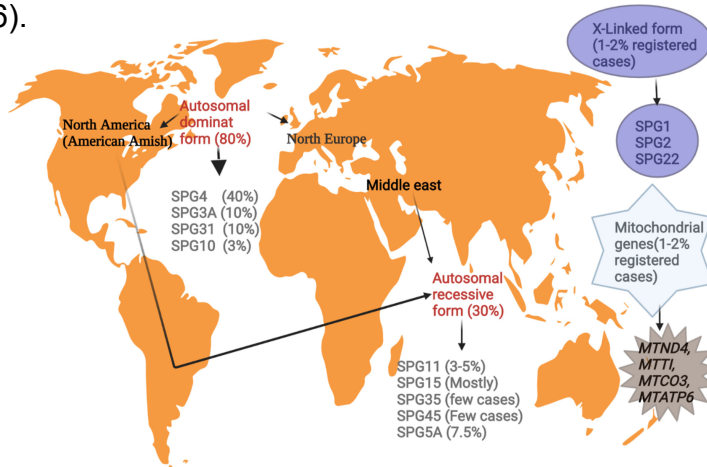 6).
X-Linked form
(1-2% registered
cases)
SPG1
SPG2
SPG22
Autosomal
dominat
form (80%)
North America
(American Amish)
North Europe
SPG4 (40%)
SPG3A (10%)
SPG31 (10%)
SPG10 (3%)
Middle east
Autosomal
recessive
form (30%)
SPG11 (3-5%)
SPG15 (Mostly)
SPG35 (few cases)
SPG45 (Few cases)
SPG5A (7.5%)
Mitochondrial
genes(1-2%
registered
cases)
MTND4,
MTTI,
MTCO3,
MTATP6